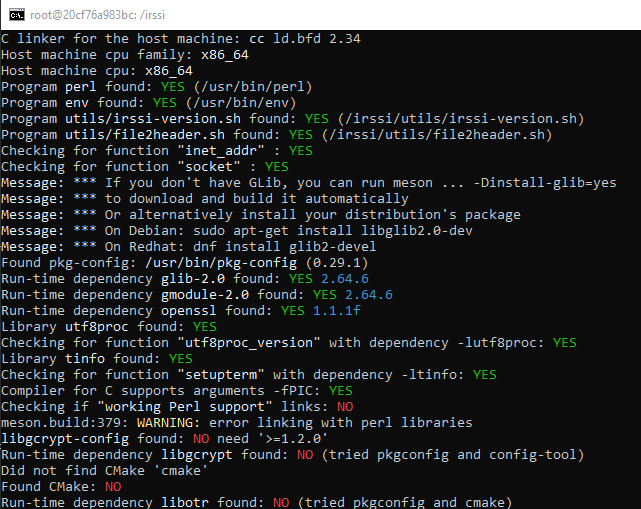 root@20cf76a983bc: /irssi
C linker for the host machine: cc ld.bfd 2.34
Host machine cpu family: x86_64
Host machine cpu: x86_64
Program perl found: YES (/usr/bin/perl)
Program env found: YES (/usr/bin/env)
Program utils/irssi-version.sh found: YES (/irssi/utils/irssi-version.sh)
Program utils/file2header.sh found: YES (/irssi/utils/file2header.sh)
Checking for function "inet_addr" : YES
Checking for function "socket" : YES
Message: *** If you don't have GLib, you can run meson ... -Dinstall-glib=yes
Message: *** to download and build it automatically
Message: *** Or alternatively install your distribution's package
Message: *** On Debian: sudo apt-get install libglib2.0-dev
Message: *** On Redhat: dnf install glib2-devel
Found pkg-config: /usr/bin/pkg-config (0.29.1)
Run-time dependency glib-2.0 found: YES 2.64.6
Run-time dependency gmodule-2.0 found: YES 2.64.6
Run-time dependency openssl found: YES 1.1.1f
Library utf8proc found: YES
Checking for function "utf8proc_version" with dependency -lutf8proc: YES
Library tinfo found: YES
Checking for function "setupterm" with dependency -ltinfo: YES
Compiler for C supports arguments -fPIC: YES
Checking if "working Perl support" links: NO
meson.build:379: WARNING: error linking with perl libraries
libgcrypt-config found: NO need '>=1.2.0'
Run-time dependency libgcrypt found: NO (tried pkgconfig and config-tool)
Did not find CMake 'cmake'
Found CMake: NO
Run-time dependency libotr found: NO (tried pkgconfig and cmake)